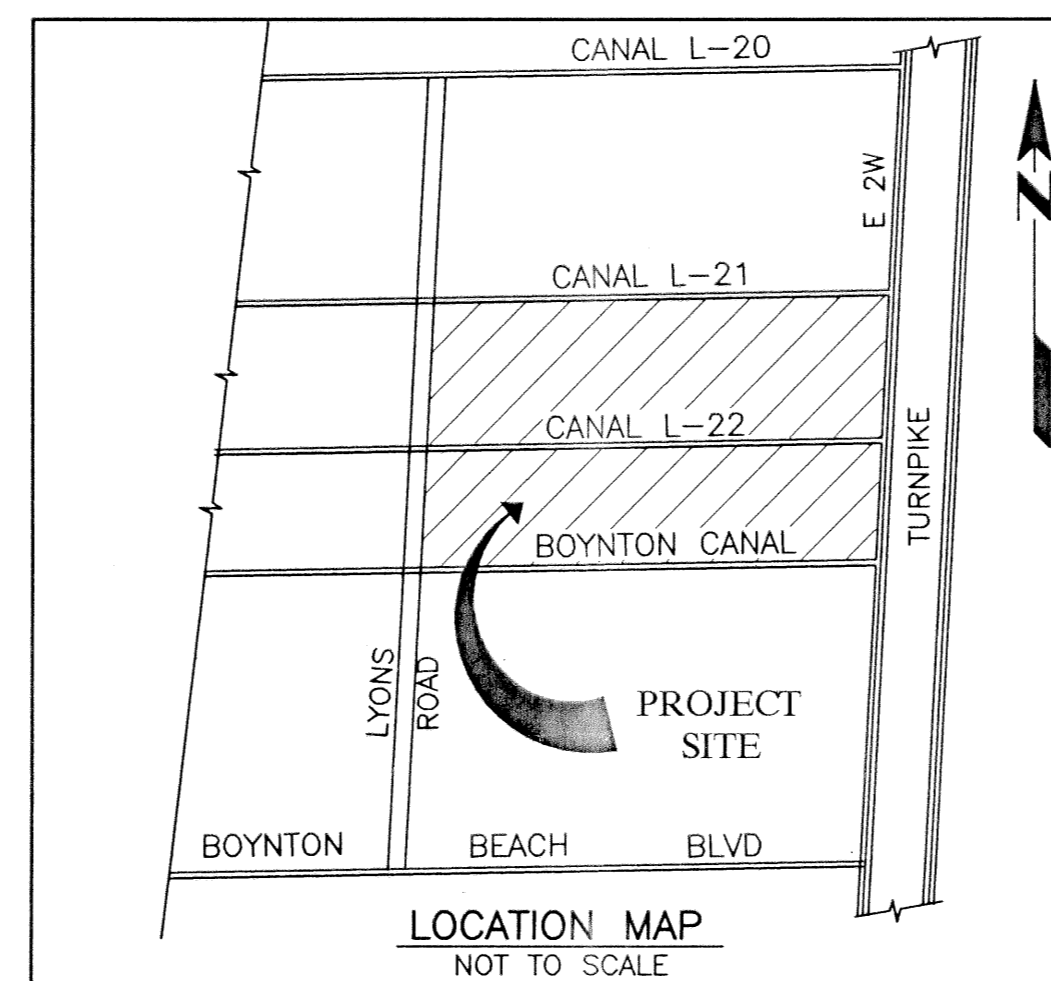 CANAL L-20
E 2W
N
CANAL L-21
CANAL L-22
TURNPIKE
BOYNTON CANAL
LYONS
ROAD
PROJECT
SITE
BOYNTON BEACH BLVD
LOCATION MAP
NOT TO SCALE